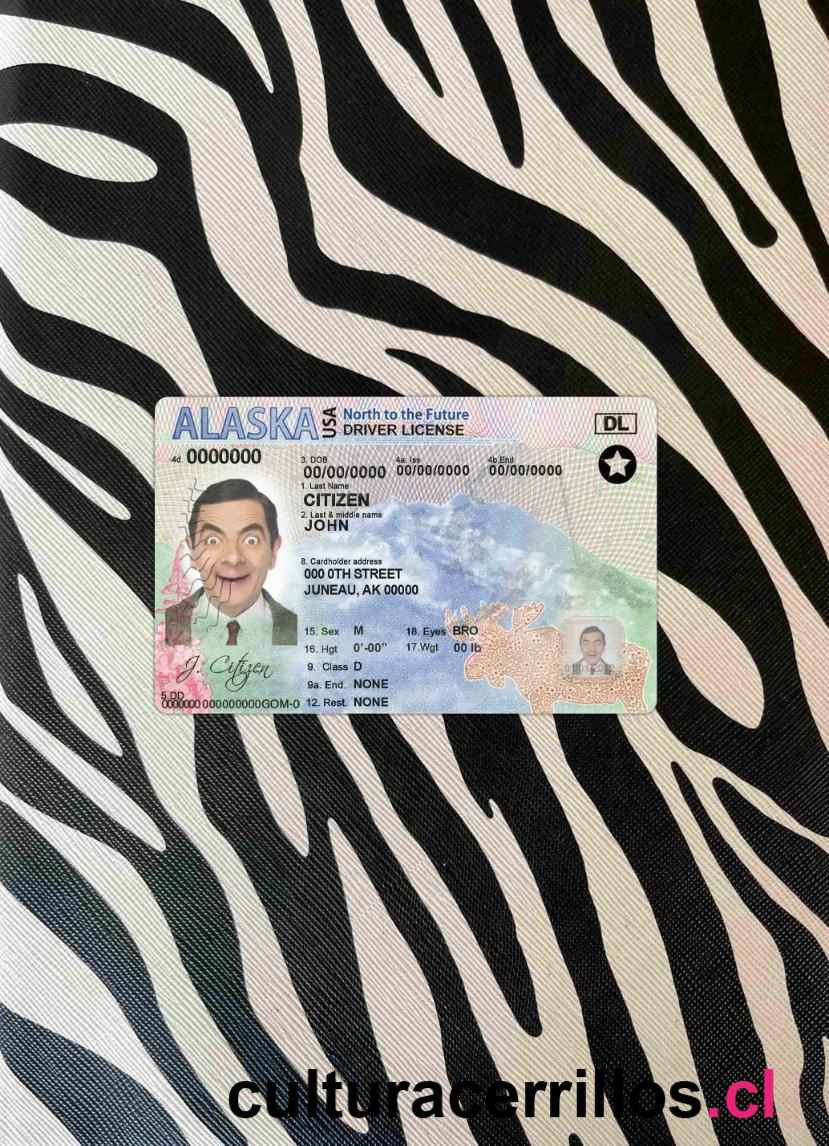 ALASKA USA North to the Future
DRIVER LICENSE
DL
4d. 0000000
3. DOB 4a. Iss 4b.End
00/00/0000 00/00/0000 00/00/0000
1. Last Name
CITIZEN
2. Last & middle name
JOHN
8. Cardholder address
000 0TH STREET
JUNEAU, AK 00000
15. Sex M 18. Eyes BRO
16. Hgt 0'-00" 17.Wgt 00 lb
9. Class D
9a. End. NONE
12. Rest. NONE
J. Citizen
5.DD
0000000 000000000GOM-0
culturacerrillos.cl